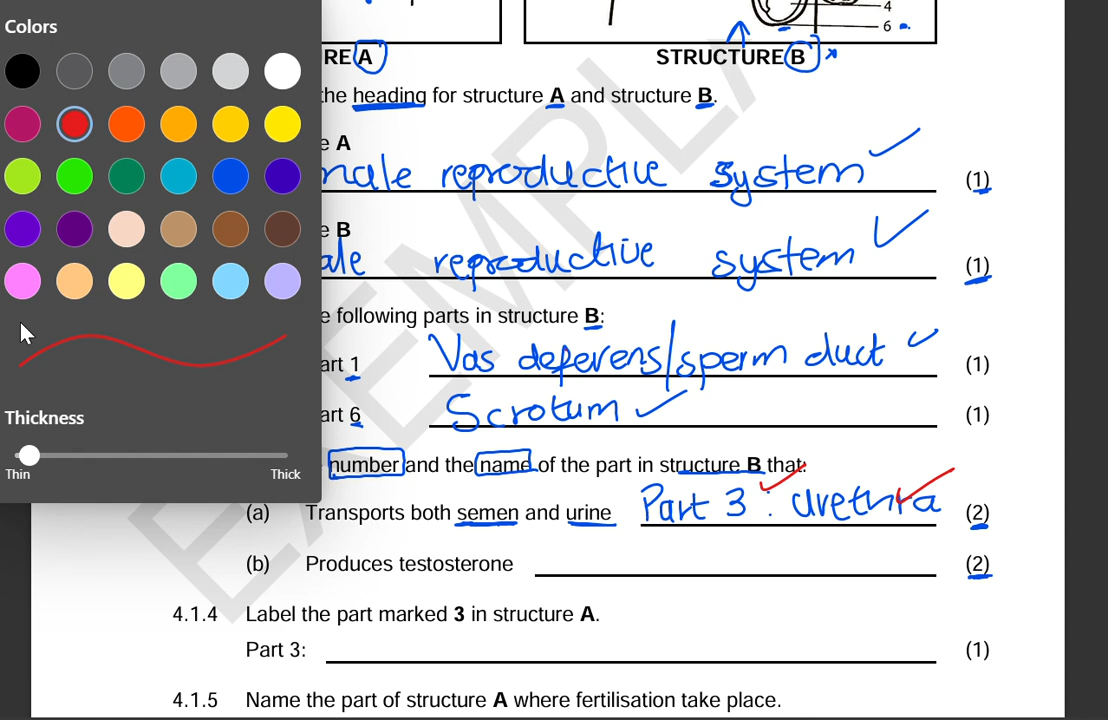 Colors
4
6
RE A
STRUCTURE B
the heading for structure A and structure B.
e A
male reproductive system
(1)
e B
ale reproductive system
(1)
e following parts in structure B:
art 1 Vas deferens/sperm duct (1)
Thickness
art 6 Scrotum (1)
Thin Thick
number and the name of the part in structure B that:
(a) Transports both semen and urine Part 3 : urethra (2)
(b) Produces testosterone (2)
4.1.4 Label the part marked 3 in structure A.
Part 3: (1)
4.1.5 Name the part of structure A where fertilisation take place.
EXEMPLA